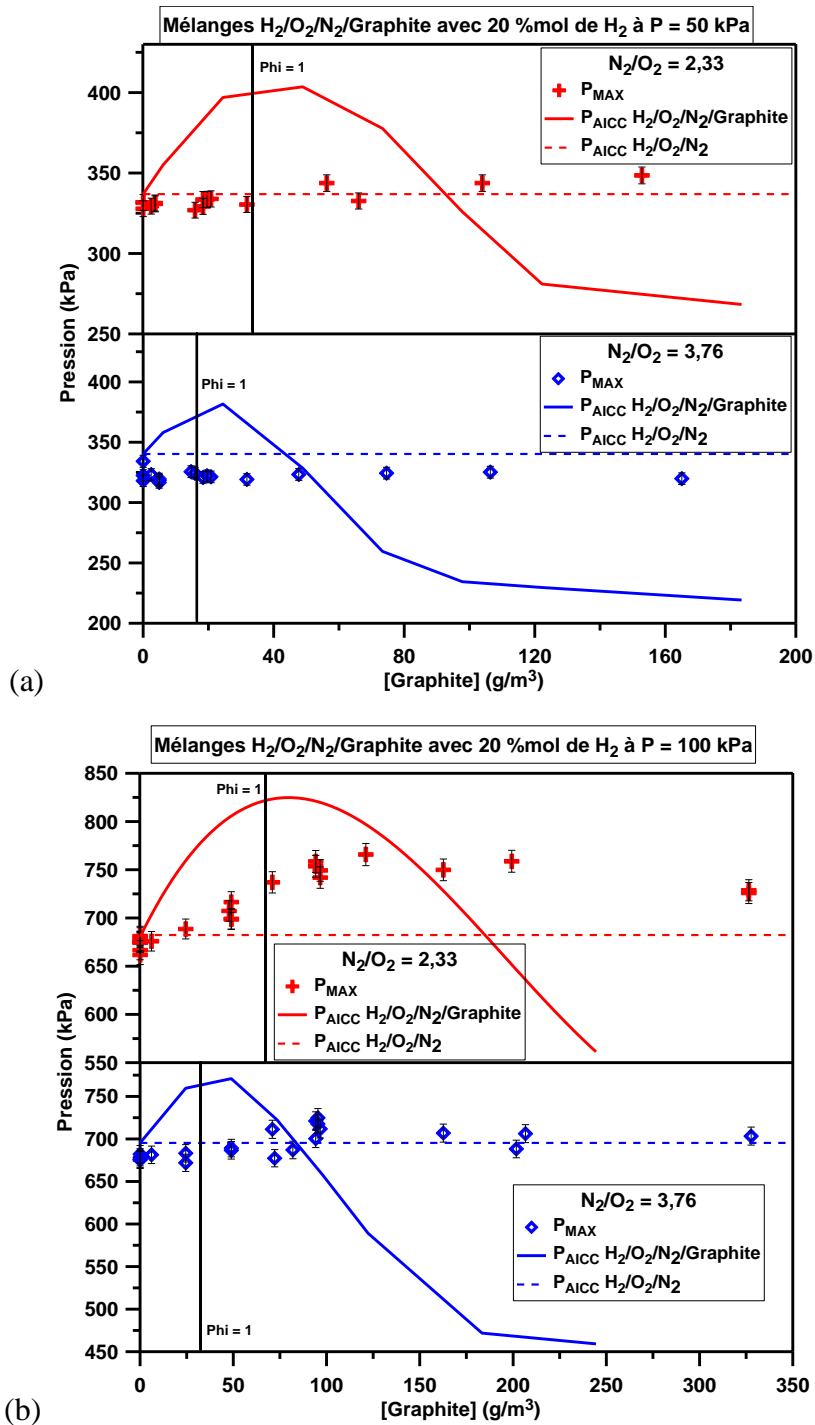 Mélanges H2/O2/N2/Graphite avec 20 %mol de H2 à P = 50 kPa
Phi = 1
N2/O2 = 2,33
PMAX
PAICC H2/O2/N2/Graphite
PAICC H2/O2/N2
400
350
300
250
Pression (kPa)
Phi = 1
N2/O2 = 3,76
PMAX
PAICC H2/O2/N2/Graphite
PAICC H2/O2/N2
400
350
300
250
200
0 40 80 120 160 200
[Graphite] (g/m3)
(a)
Mélanges H2/O2/N2/Graphite avec 20 %mol de H2 à P = 100 kPa
850
800
750
700
650
600
550
Phi = 1
N2/O2 = 2,33
PMAX
PAICC H2/O2/N2/Graphite
PAICC H2/O2/N2
Pression (kPa)
750
700
650
600
550
500
450
N2/O2 = 3,76
PMAX
PAICC H2/O2/N2/Graphite
PAICC H2/O2/N2
Phi = 1
0 50 100 150 200 250 300 350
[Graphite] (g/m3)
(b)